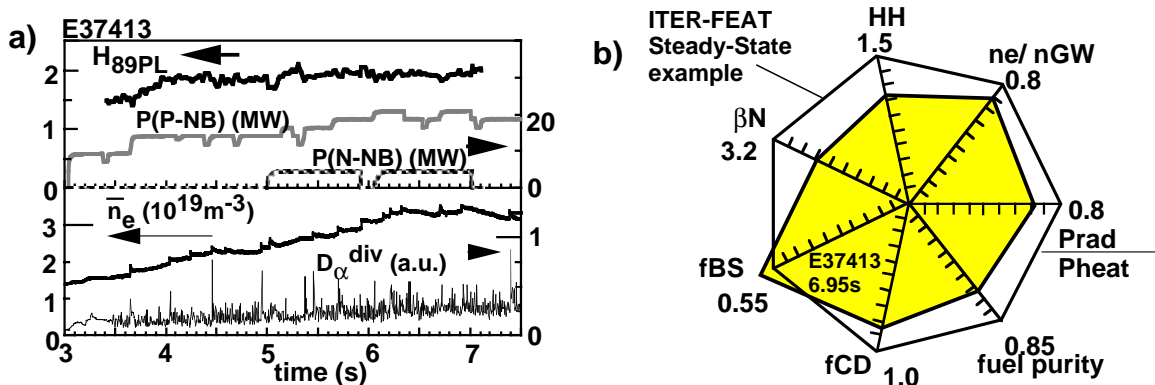 a)
E37413
H89PL
2
1
0
P(P-NB) (MW)
P(N-NB) (MW)
20
0
n̅e (10^19 m^-3)
3
2
1
0
Dα^div (a.u.)
1
0
3 4 5 6 7
time (s)
b)
ITER-FEAT
Steady-State
example
HH
1.5
ne/ nGW
0.8
βN
3.2
0.8
Prad
Pheat
fBS
0.55
E37413
6.95s
fCD
1.0
0.85
fuel purity